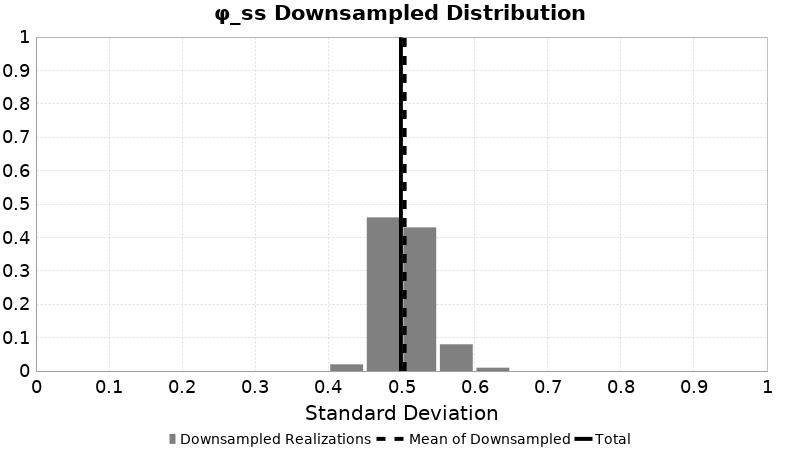 φ_ss Downsampled Distribution
1
0.9
0.8
0.7
0.6
0.5
0.4
0.3
0.2
0.1
0
0 0.1 0.2 0.3 0.4 0.5 0.6 0.7 0.8 0.9 1
Standard Deviation
Downsampled Realizations Mean of Downsampled Total